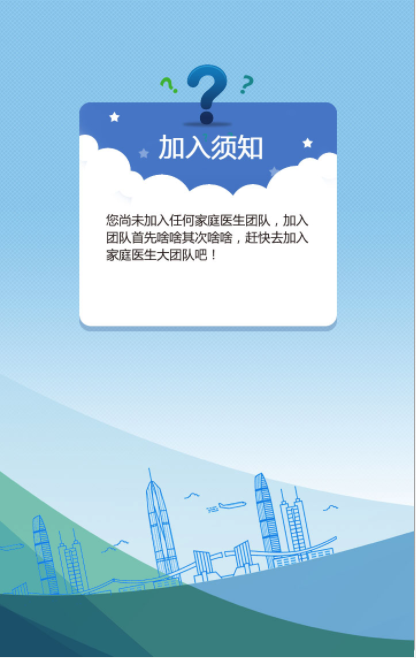 加入须知
您尚未加入任何家庭医生团队，加入
团队首先啥啥其次啥啥，赶快去加入
家庭医生大团队吧！